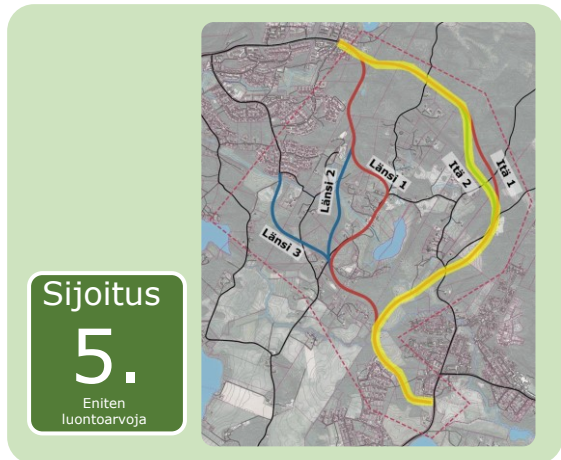 Länsi 1
Länsi 2
Länsi 3
Itä 2
Itä 1
Sijoitus
5.
Eniten
luontoarvoja